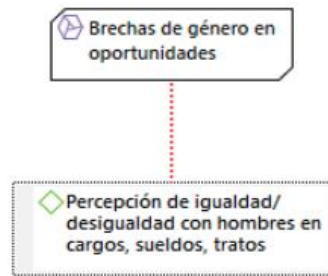 Brechas de género en
oportunidades
Percepción de igualdad/
desigualdad con hombres en
cargos, sueldos, tratos